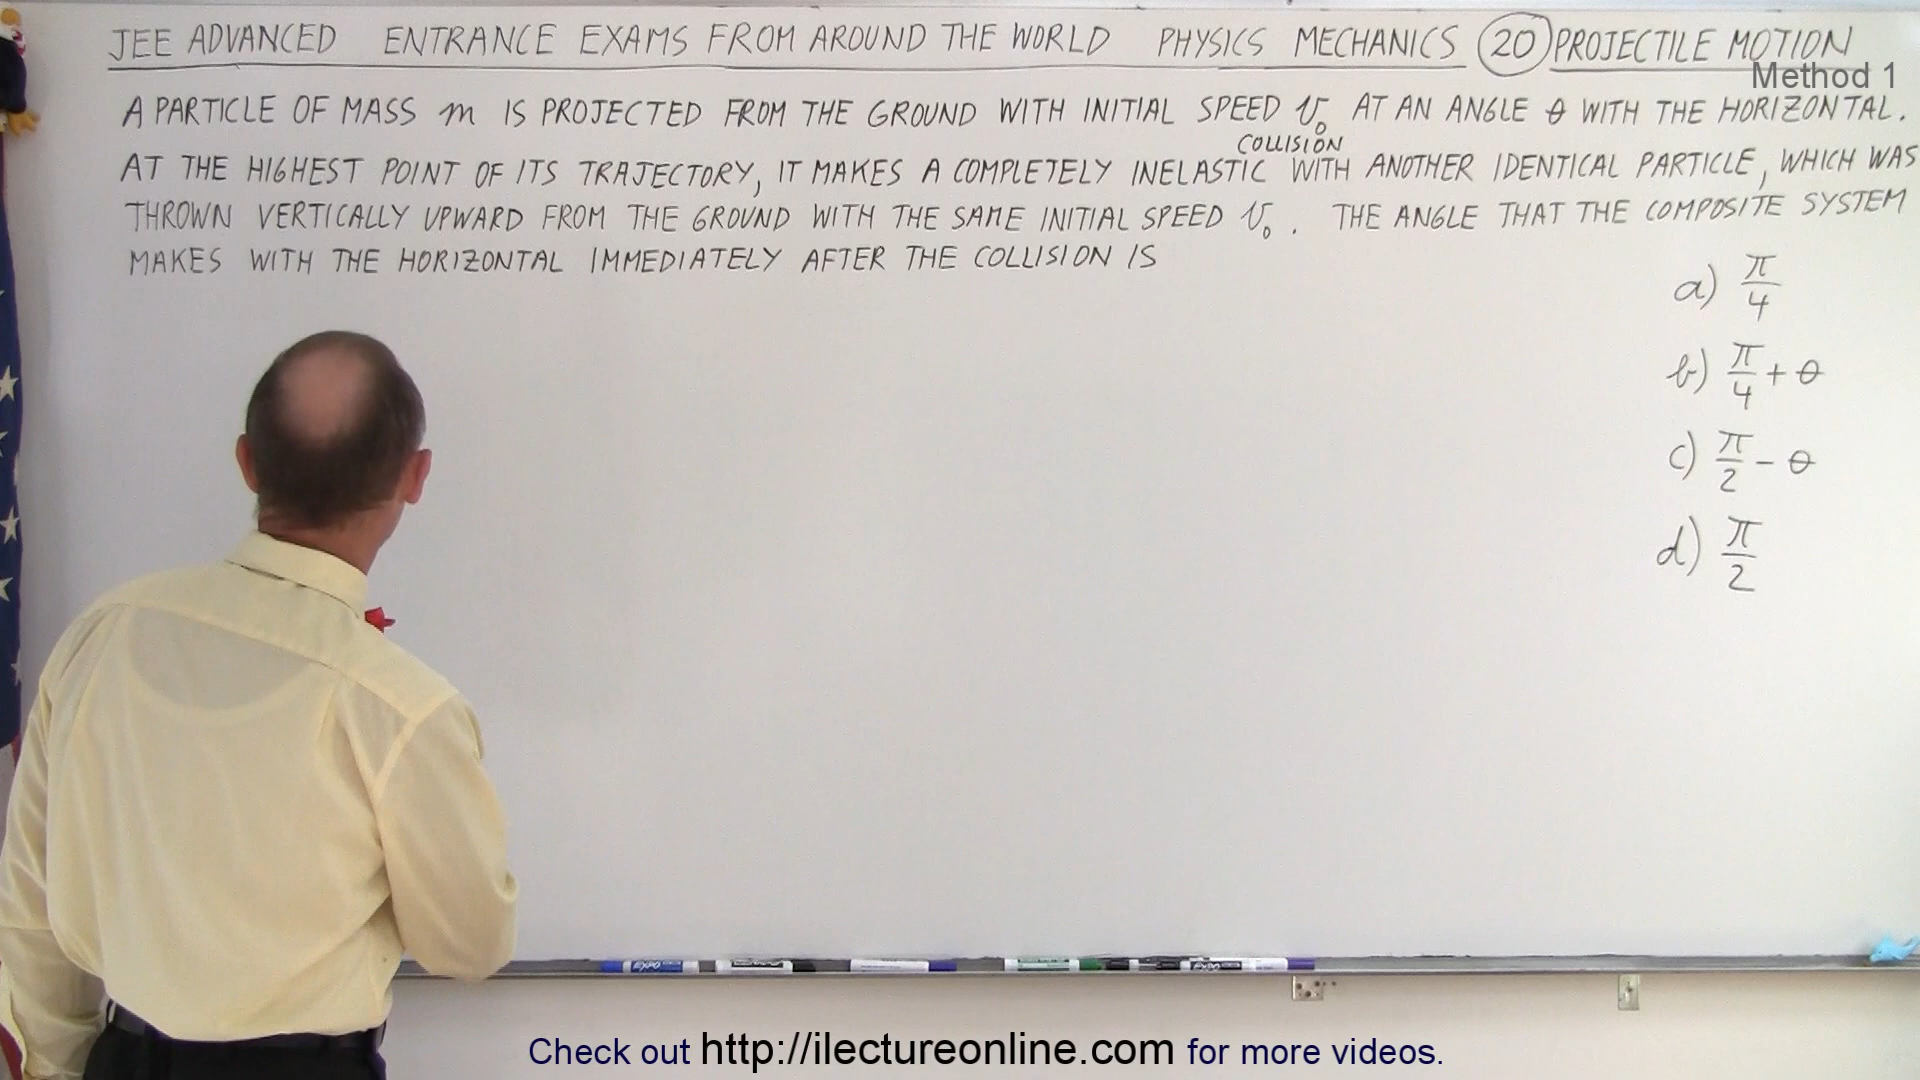 JEE ADVANCED ENTRANCE EXAMS FROM AROUND THE WORLD PHYSICS MECHANICS 20 PROJECTILE MOTION
Method 1
A PARTICLE OF MASS m IS PROJECTED FROM THE GROUND WITH INITIAL SPEED v₀ AT AN ANGLE θ WITH THE HORIZONTAL.
COLLISION
AT THE HIGHEST POINT OF ITS TRAJECTORY, IT MAKES A COMPLETELY INELASTIC WITH ANOTHER IDENTICAL PARTICLE, WHICH WAS
THROWN VERTICALLY UPWARD FROM THE GROUND WITH THE SAME INITIAL SPEED v₀. THE ANGLE THAT THE COMPOSITE SYSTEM
MAKES WITH THE HORIZONTAL IMMEDIATELY AFTER THE COLLISION IS
a) π/4
b) π/4 + θ
c) π/2 - θ
d) π/2
EXPO
Check out http://ilectureonline.com for more videos.